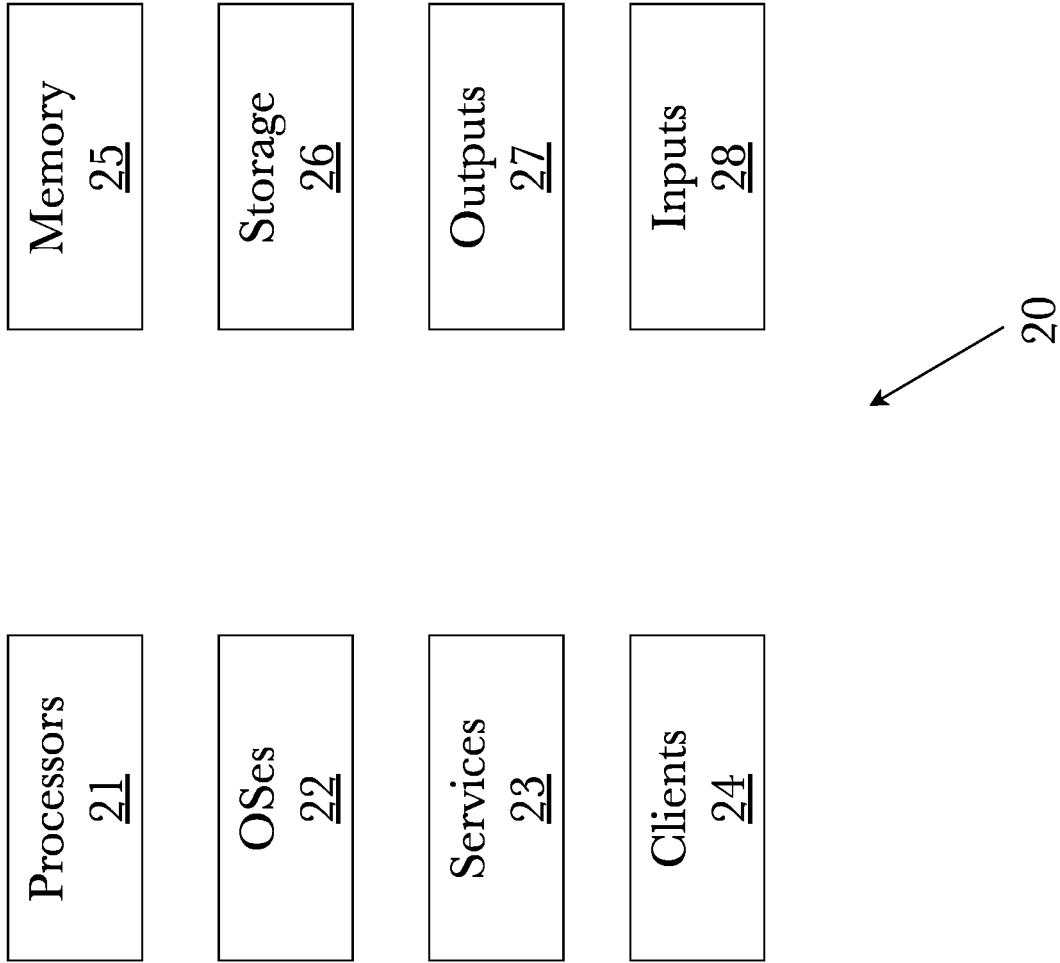 Processors
21
Memory
25
OSes
22
Storage
26
Services
23
Outputs
27
Clients
24
Inputs
28
20